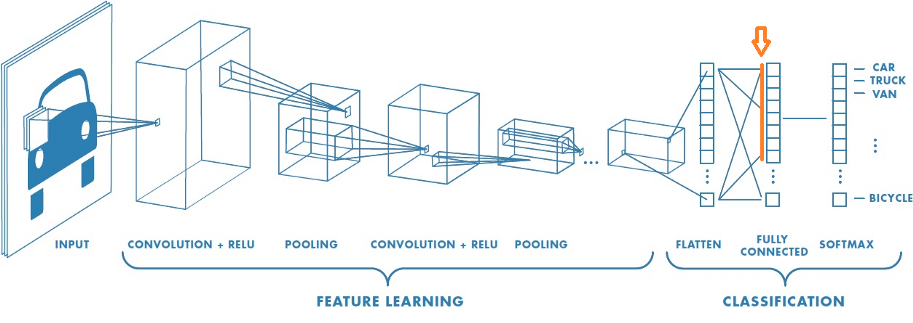 CAR
TRUCK
VAN
BICYCLE
INPUT
CONVOLUTION + RELU
POOLING
CONVOLUTION + RELU
POOLING
FLATTEN
FULLY
CONNECTED
SOFTMAX
FEATURE LEARNING
CLASSIFICATION